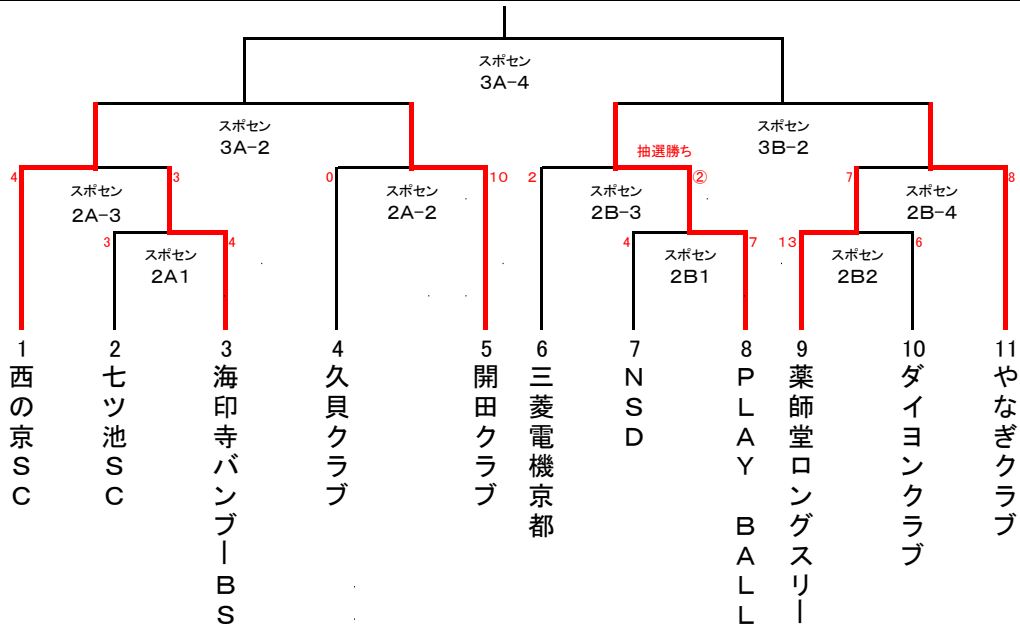 スポセン
3A-4
スポセン
3A-2
スポセン
3B-2
抽選勝ち
4
3
スポセン
2A-3
0
10
スポセン
2A-2
2
②
スポセン
2B-3
7
8
スポセン
2B-4
3
4
スポセン
2A1
4
7
スポセン
2B1
13
6
スポセン
2B2
1
西の京SC
2
七ツ池SC
3
海印寺バンブーBS
4
久貝クラブ
5
開田クラブ
6
三菱電機京都
7
NSD
8
PLAY BALL
9
薬師堂ロングスリー
10
ダイヨンクラブ
11
やなぎクラブ